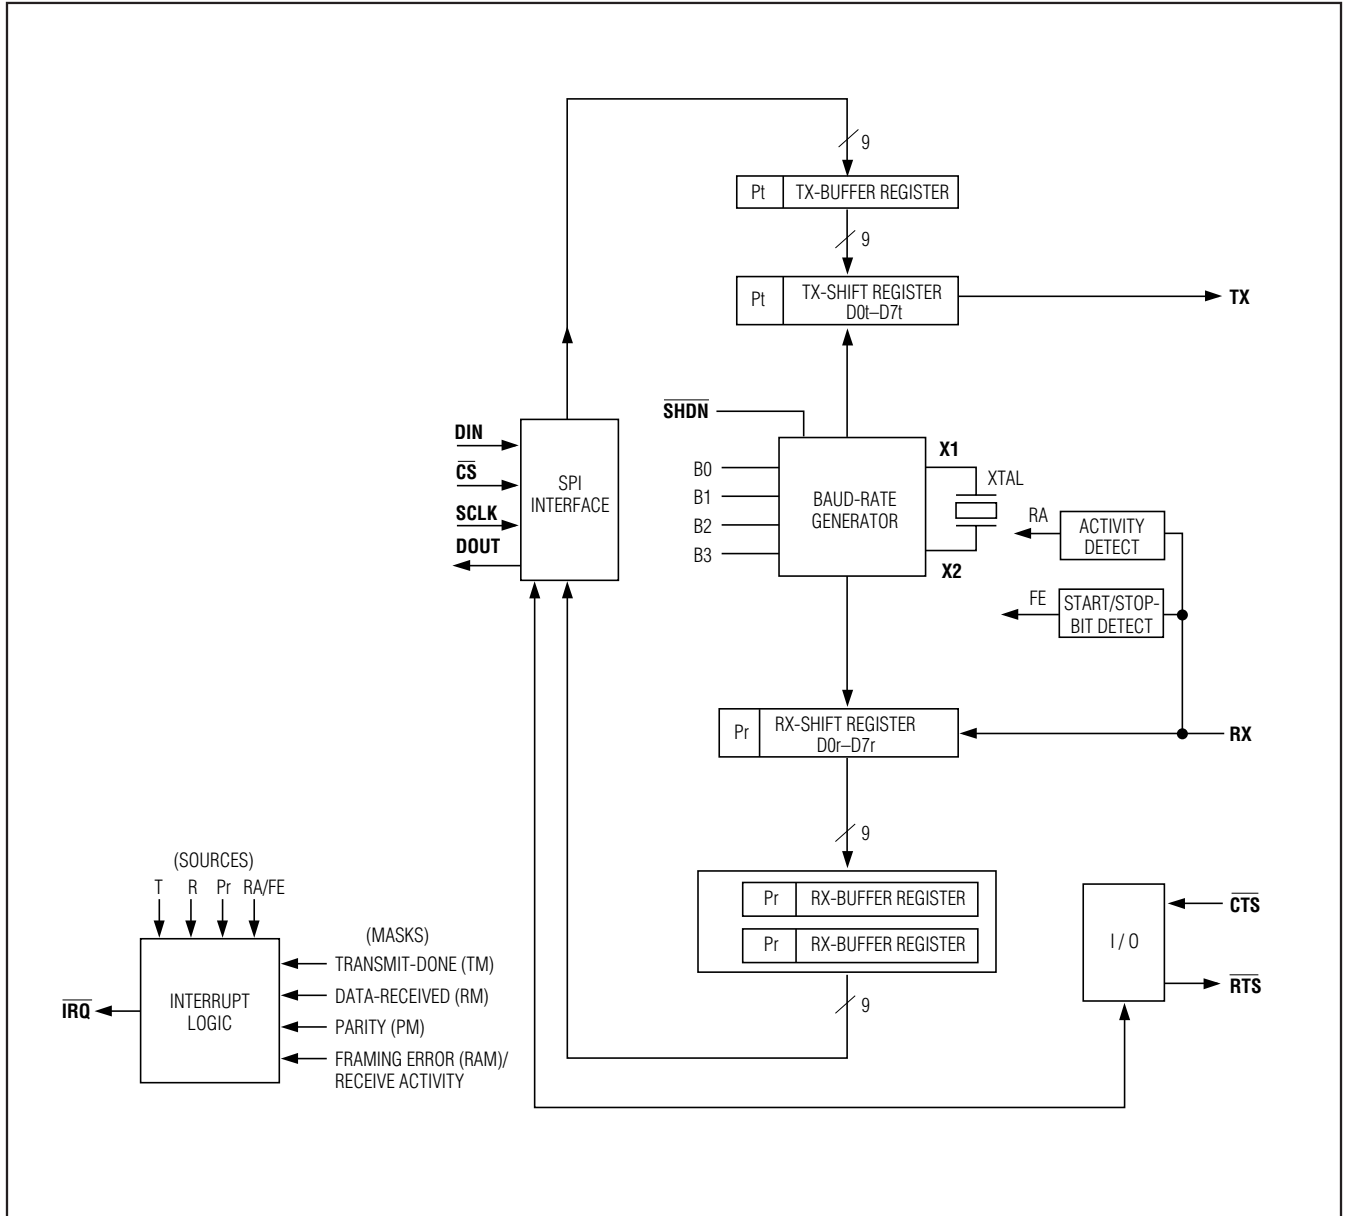 9
Pt TX-BUFFER REGISTER
9
Pt TX-SHIFT REGISTER
D0t–D7t
TX
SHDN
DIN
CS
SCLK
DOUT
SPI
INTERFACE
B0
B1
B2
B3
BAUD-RATE
GENERATOR
X1
XTAL
X2
RA
ACTIVITY
DETECT
FE
START/STOP-
BIT DETECT
Pr RX-SHIFT REGISTER
D0r–D7r
RX
9
Pr RX-BUFFER REGISTER
Pr RX-BUFFER REGISTER
9
I / O
CTS
RTS
(SOURCES)
T R Pr RA/FE
(MASKS)
TRANSMIT-DONE (TM)
DATA-RECEIVED (RM)
PARITY (PM)
FRAMING ERROR (RAM)/
RECEIVE ACTIVITY
IRQ
INTERRUPT
LOGIC